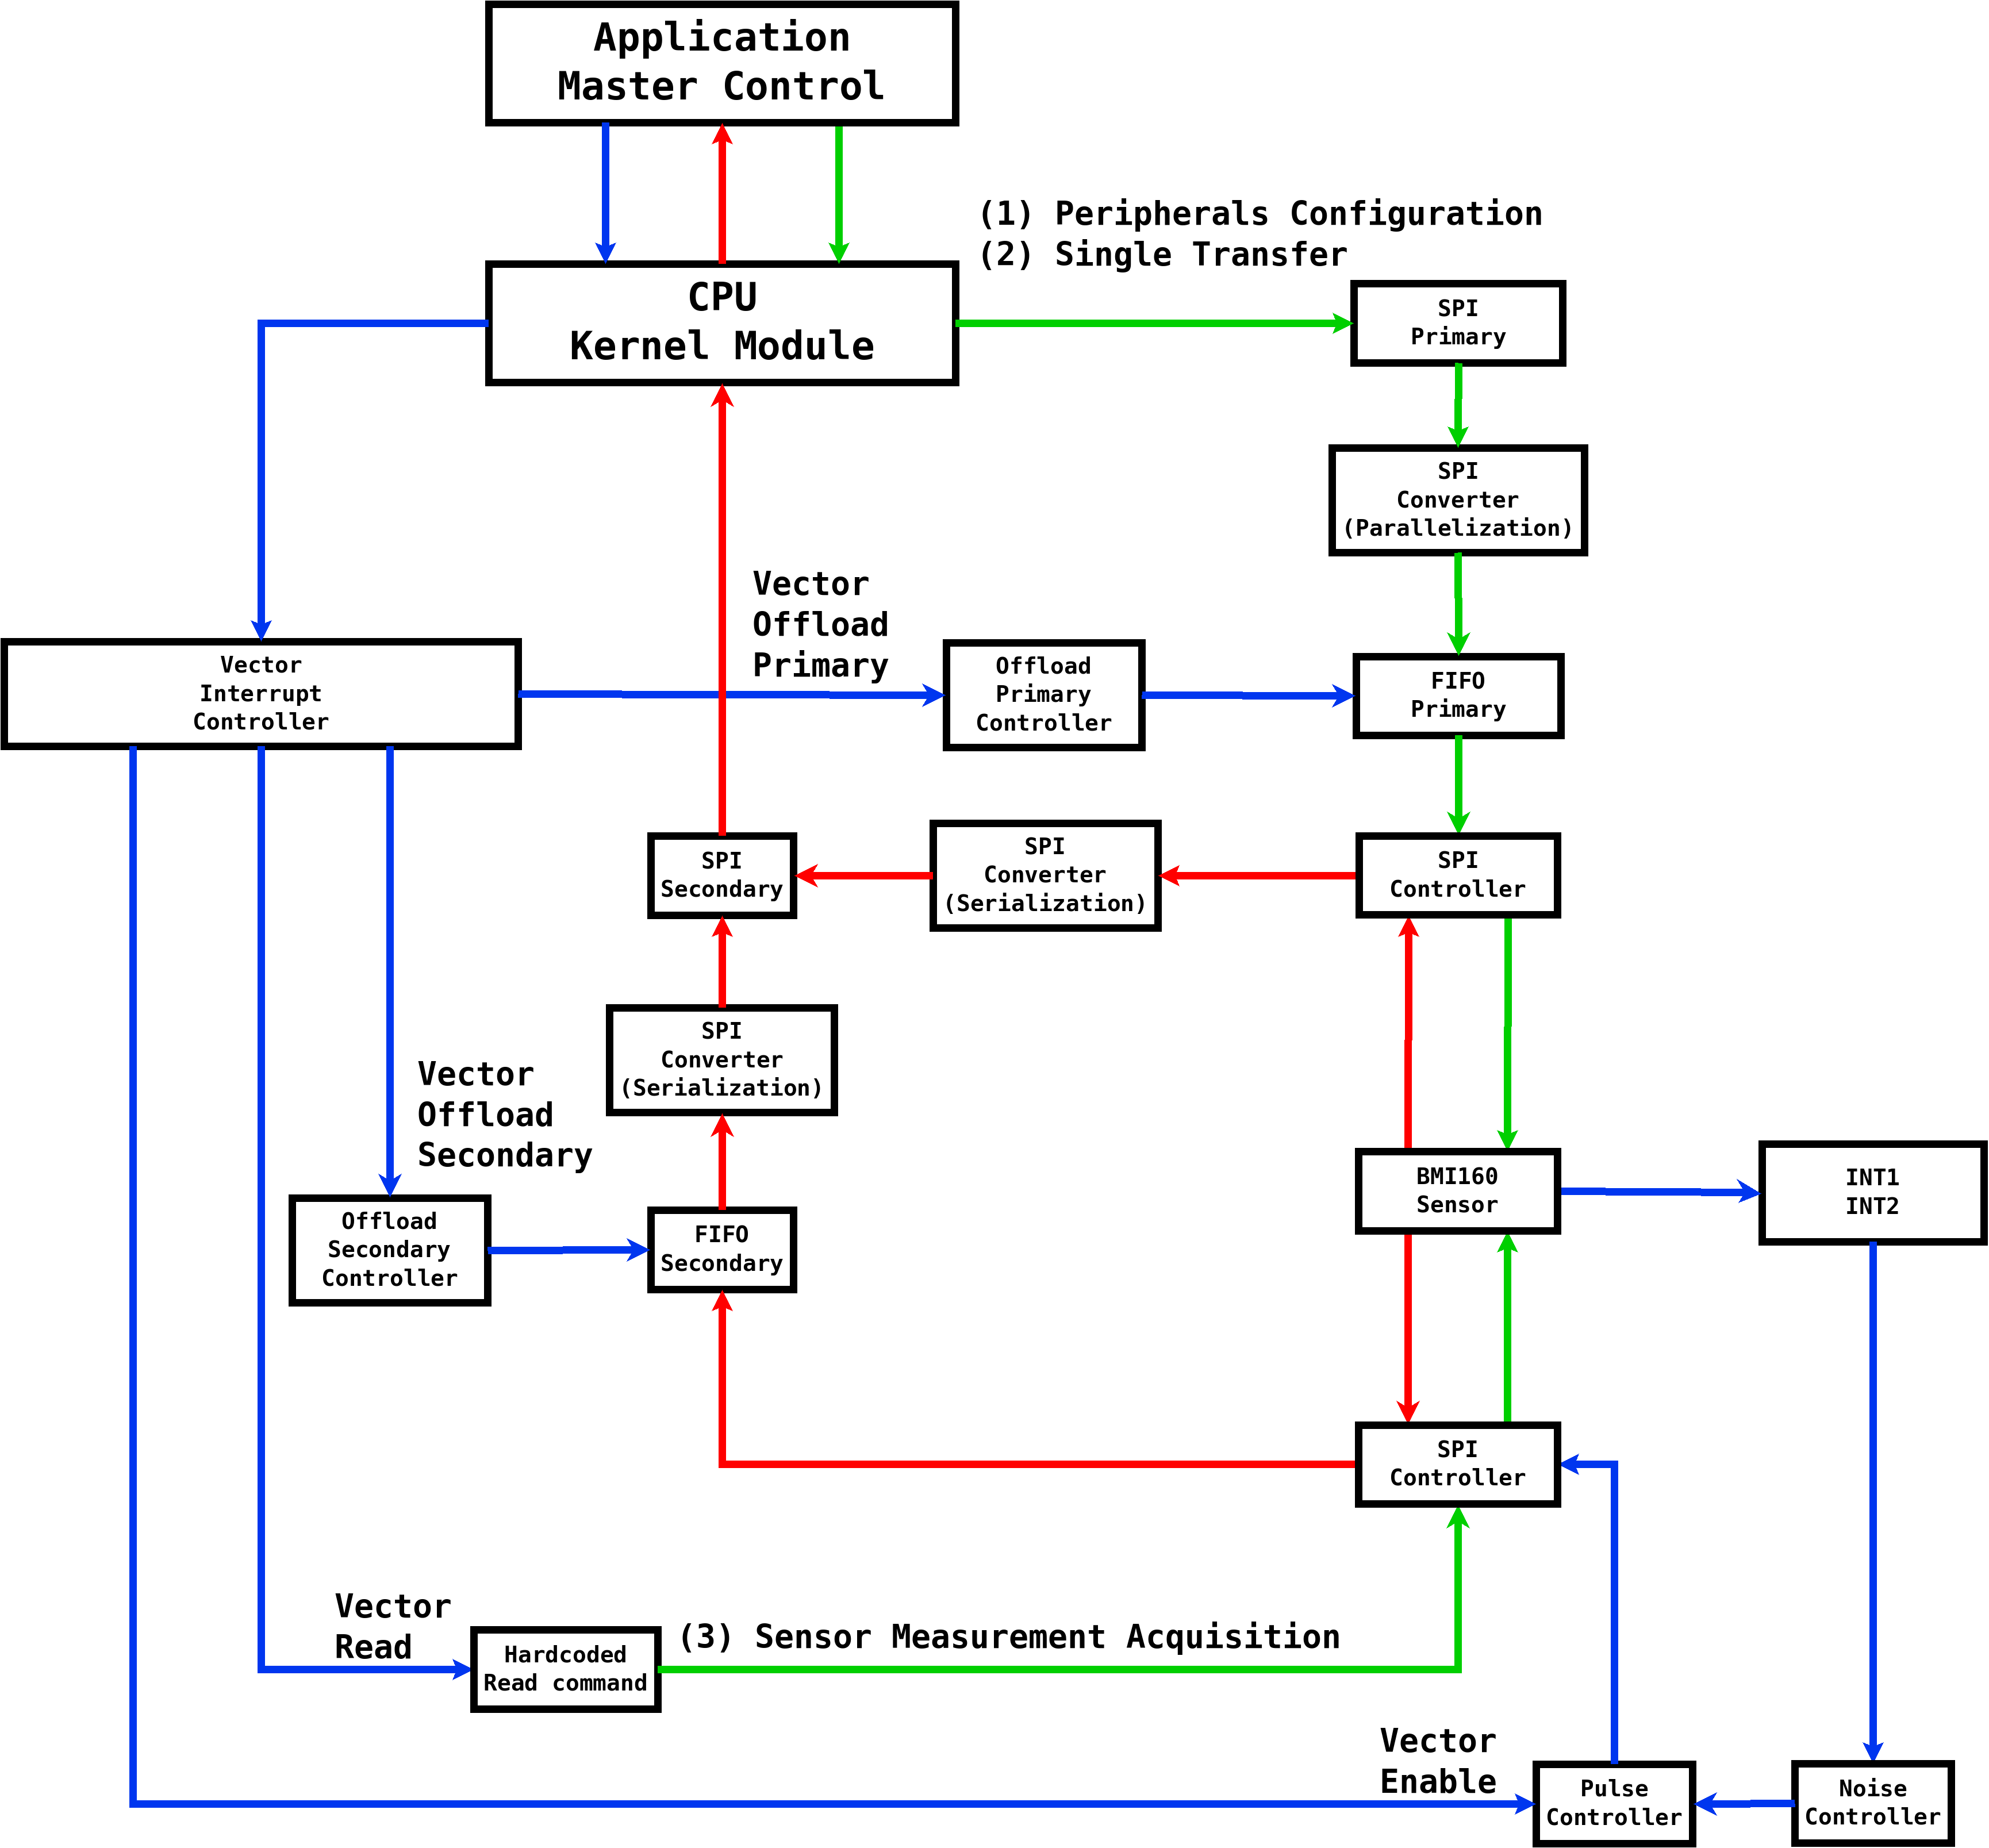 Application
Master Control
(1) Peripherals Configuration
(2) Single Transfer
CPU
Kernel Module
SPI
Primary
SPI
Converter
(Parallelization)
Vector
Offload
Primary
Vector
Interrupt
Controller
Offload
Primary
Controller
FIFO
Primary
SPI
Secondary
SPI
Converter
(Serialization)
SPI
Controller
SPI
Converter
(Serialization)
Vector
Offload
Secondary
Offload
Secondary
Controller
FIFO
Secondary
BMI160
Sensor
INT1
INT2
SPI
Controller
Vector
Read
Hardcoded
Read command
(3) Sensor Measurement Acquisition
Vector
Enable
Pulse
Controller
Noise
Controller